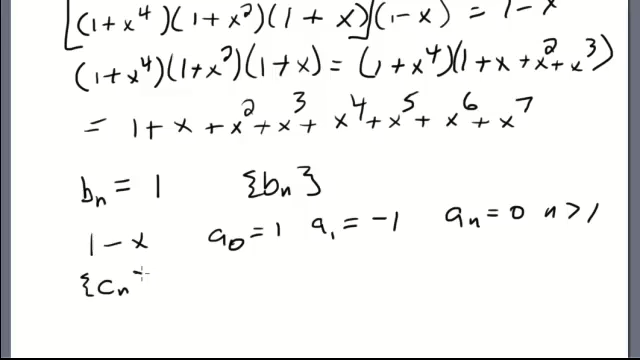 [(1+x⁴)(1+x²)(1+x)](1-x) = 1-x
(1+x⁴)(1+x²)(1+x) = (1+x⁴)(1+x+x²+x³)
= 1+x+x²+x³+x⁴+x⁵+x⁶+x⁷
bₙ = 1 {bₙ}
1-x a₀=1 a₁=-1 aₙ=0 n>1
{cₙ